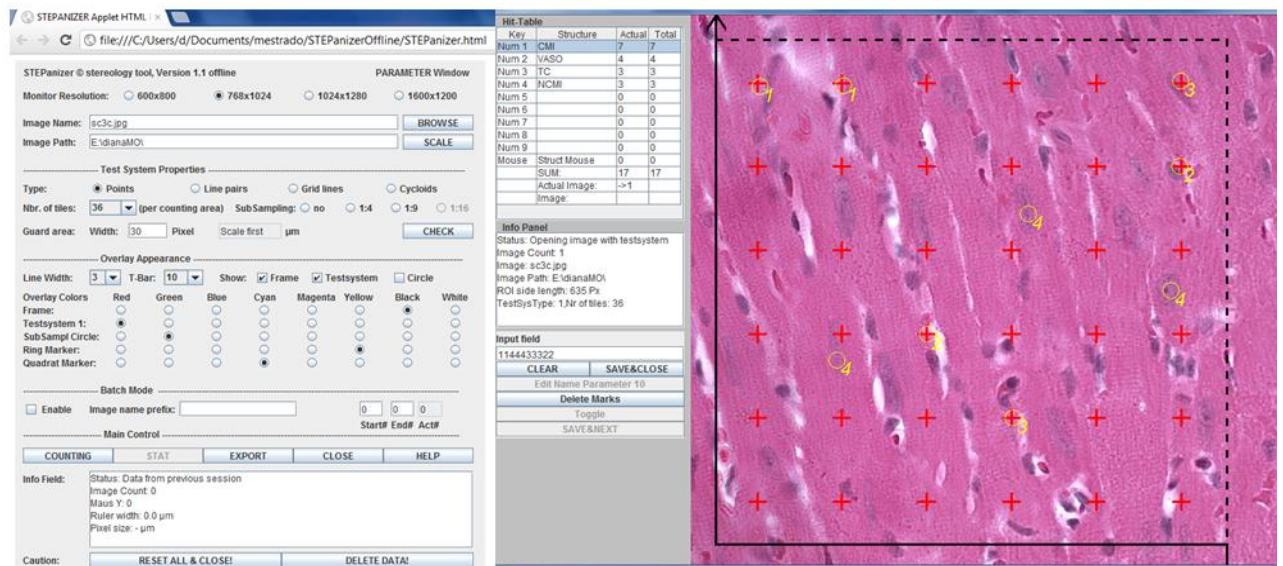 STEPANIZER Applet HTML
file:///C:/Users/d/Documents/mestrado/STEPanizerOffline/STEPanizer.html
STEPanizer © stereology tool, Version 1.1 offline PARAMETER Window
Monitor Resolution: 600x800 768x1024 1024x1280 1600x1200
Image Name: sc3c.jpg BROWSE
Image Path: E:\dianaMO\ SCALE
Test System Properties
Type: Points Line pairs Grid lines Cycloids
Nbr. of tiles: 36 (per counting area) SubSampling: no 1:4 1:9 1:16
Guard area: Width: 30 Pixel Scale first µm CHECK
Overlay Appearance
Line Width: 3 T-Bar: 10 Show: Frame Testsystem Circle
Overlay Colors Red Green Blue Cyan Magenta Yellow Black White
Frame:
Testsystem 1:
SubSampl Circle:
Ring Marker:
Quadrat Marker:
Batch Mode
Enable Image name prefix: 0 0 0
Start# End# Act#
Main Control
COUNTING STAT EXPORT CLOSE HELP
Info Field: Status: Data from previous session
Image Count: 0
Maus Y: 0
Ruler width: 0.0 µm
Pixel size: - µm
Caution: RESET ALL & CLOSE! DELETE DATA!
Hit-Table
Key Structure Actual Total
Num 1 CMI 7 7
Num 2 VASO 4 4
Num 3 TC 3 3
Num 4 NCMI 3 3
Num 5 0 0
Num 6 0 0
Num 7 0 0
Num 8 0 0
Num 9 0 0
Mouse Struct Mouse 0 0
SUM: 17 17
Actual Image: ->1
Image:
Info Panel
Status: Opening image with testsystem
Image Count: 1
Image: sc3c.jpg
Image Path: E:\dianaMO\
ROI side length: 635 Px
TestSysType: 1,Nr of tiles: 36
Input field
1144433322
CLEAR SAVE&CLOSE
Edit Name Parameter 10
Delete Marks
Toggle
SAVE&NEXT
1 1 3
2
4
4
4
3